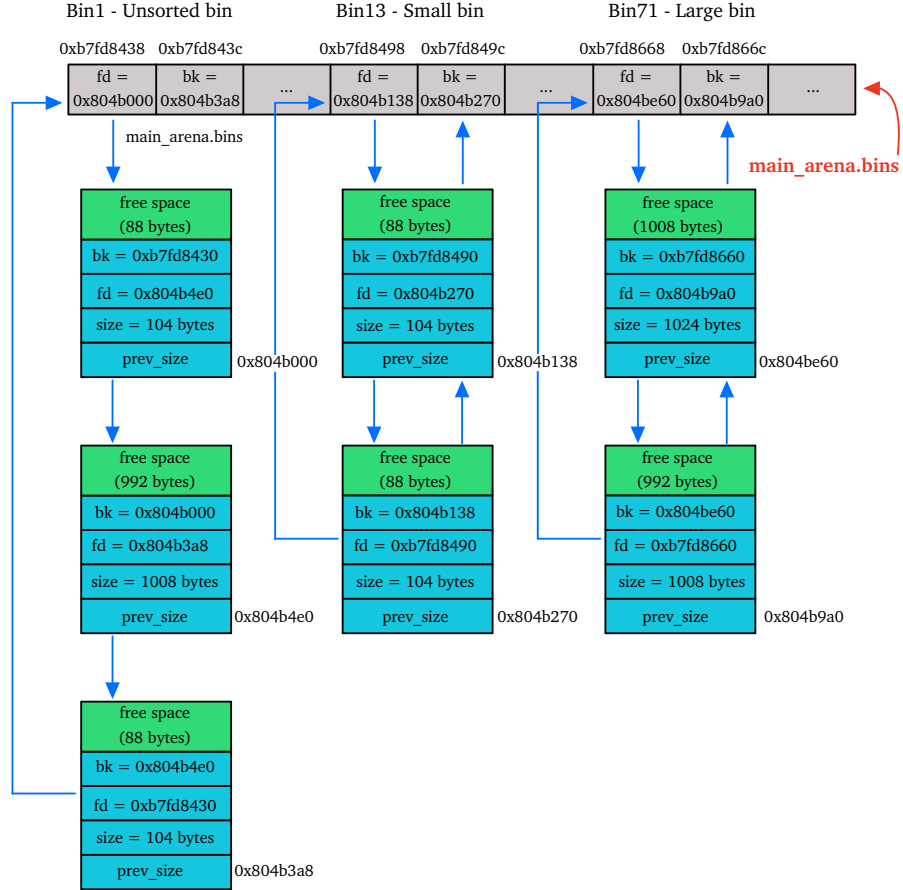 Bin1 - Unsorted bin
Bin13 - Small bin
Bin71 - Large bin
0xb7fd8438
0xb7fd843c
0xb7fd8498
0xb7fd849c
0xb7fd8668
0xb7fd866c
fd =
0x804b000
bk =
0x804b3a8
...
fd =
0x804b138
bk =
0x804b270
...
fd =
0x804be60
bk =
0x804b9a0
...
main_arena.bins
main_arena.bins
free space
(88 bytes)
bk = 0xb7fd8430
fd = 0x804b4e0
size = 104 bytes
prev_size
0x804b000
free space
(88 bytes)
bk = 0xb7fd8490
fd = 0x804b270
size = 104 bytes
prev_size
0x804b138
free space
(1008 bytes)
bk = 0xb7fd8660
fd = 0x804b9a0
size = 1024 bytes
prev_size
0x804be60
free space
(992 bytes)
bk = 0x804b000
fd = 0x804b3a8
size = 1008 bytes
prev_size
0x804b4e0
free space
(88 bytes)
bk = 0x804b138
fd = 0xb7fd8490
size = 104 bytes
prev_size
0x804b270
free space
(992 bytes)
bk = 0x804be60
fd = 0xb7fd8660
size = 1008 bytes
prev_size
0x804b9a0
free space
(88 bytes)
bk = 0x804b4e0
fd = 0xb7fd8430
size = 104 bytes
prev_size
0x804b3a8